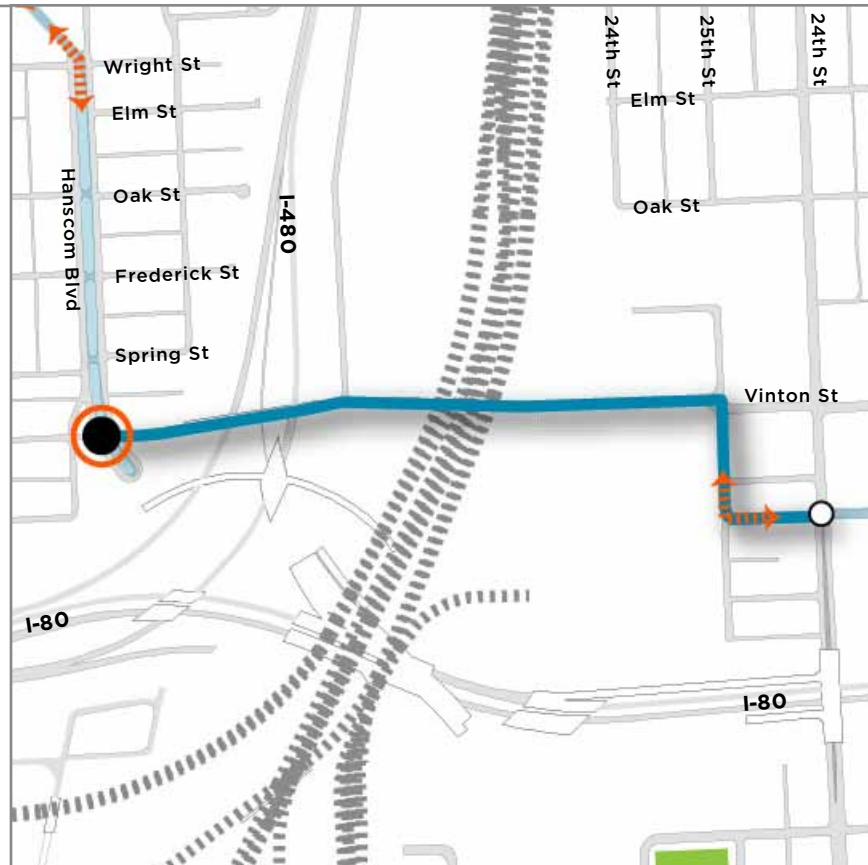 24th St
25th St
24th St
Wright St
Elm St
Elm St
Hanscom Blvd
Oak St
I-480
Oak St
Frederick St
Spring St
Vinton St
I-80
I-80